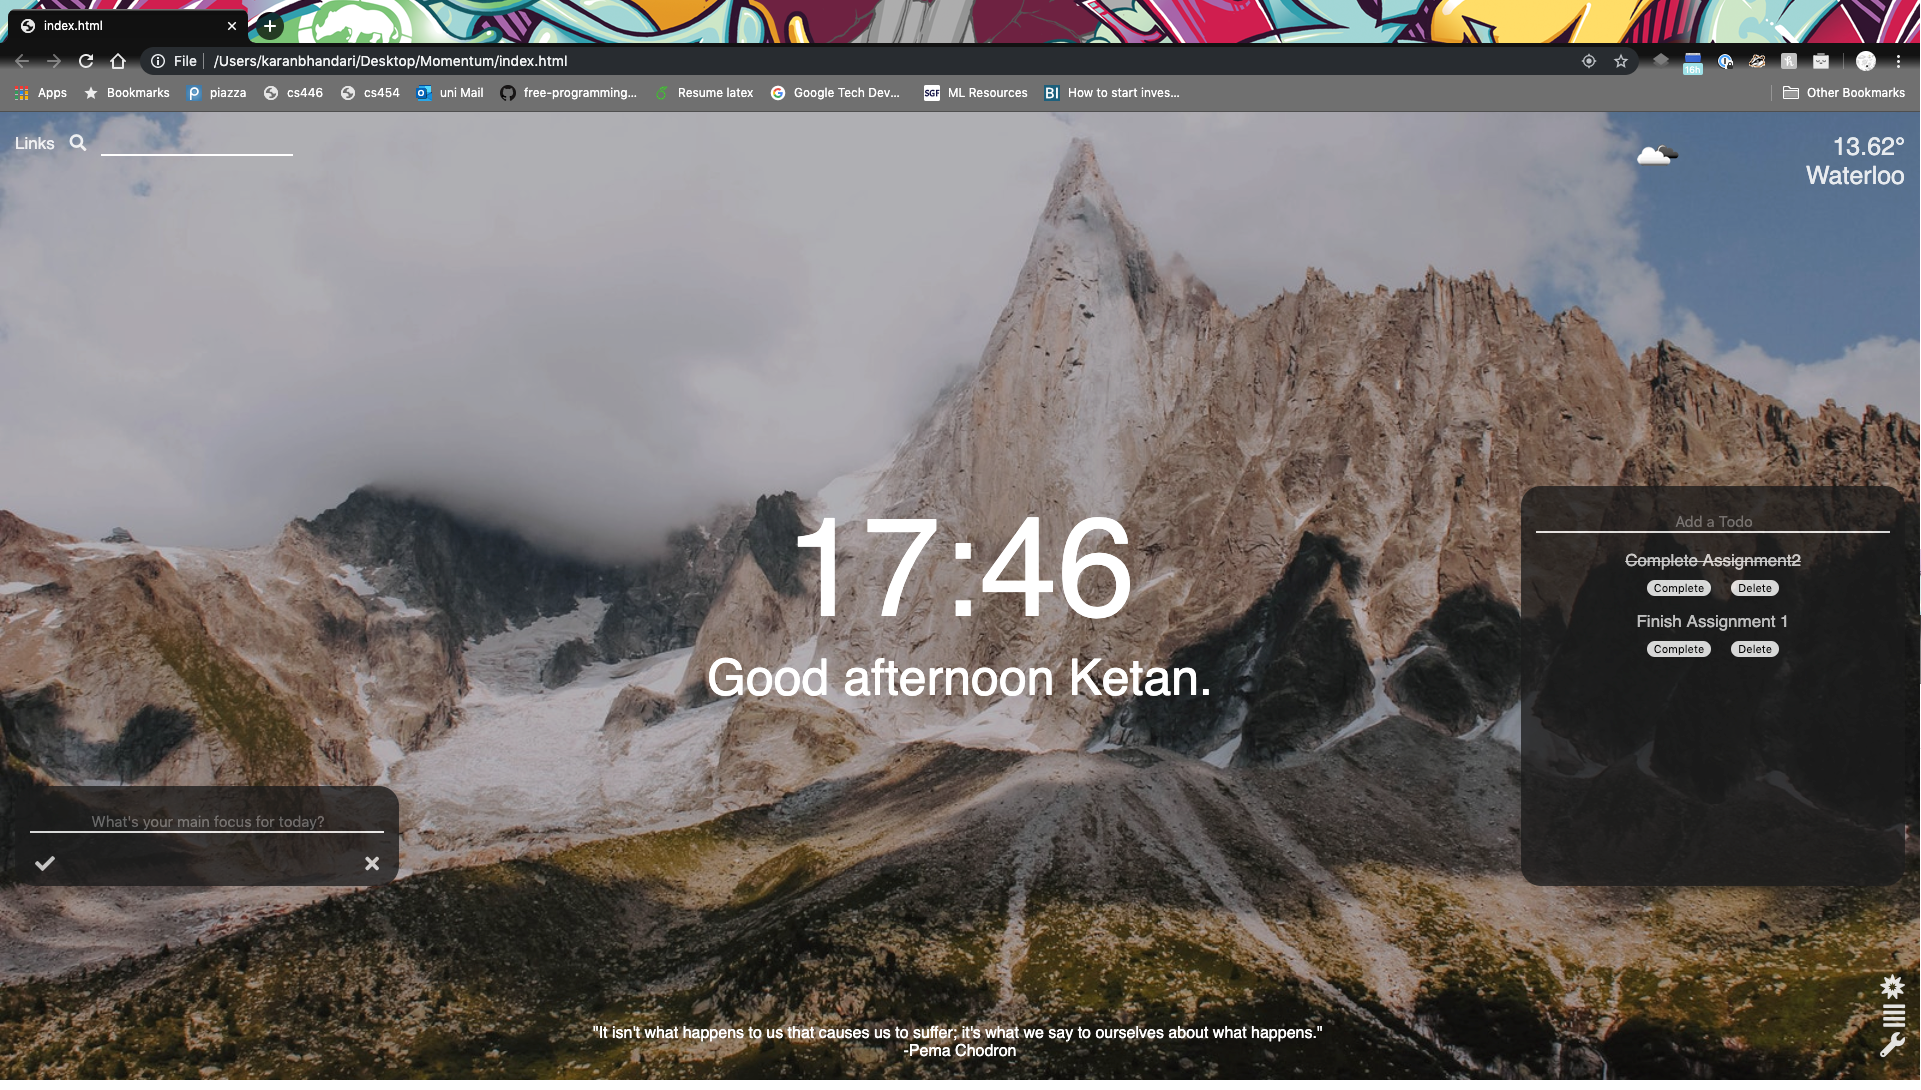 index.html
File /Users/karanbhandari/Desktop/Momentum/index.html
16h
Apps Bookmarks piazza cs446 cs454 uni Mail free-programming... Resume latex Google Tech Dev... SGF ML Resources BI How to start inves... Other Bookmarks
Links
13.62°
Waterloo
17:46
Good afternoon Ketan.
Add a Todo
Complete Assignment2
Complete Delete
Finish Assignment 1
Complete Delete
What's your main focus for today?
"It isn't what happens to us that causes us to suffer; it's what we say to ourselves about what happens."
-Pema Chodron